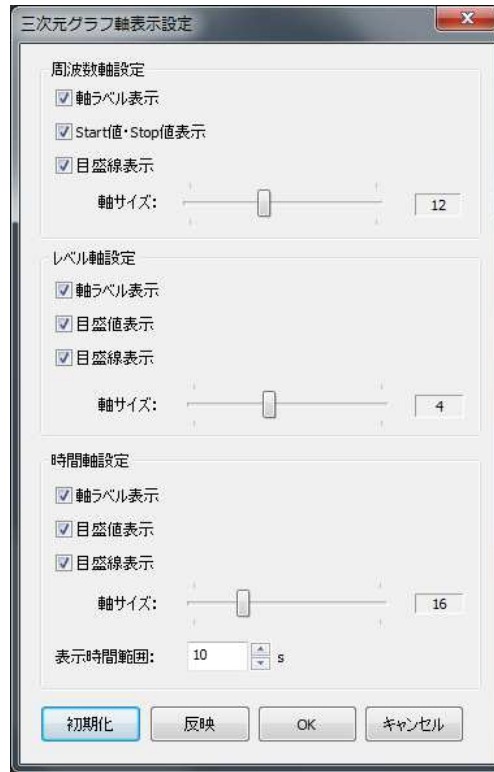 三次元グラフ軸表示設定
周波数軸設定
軸ラベル表示
Start値・Stop値表示
目盛線表示
軸サイズ: 12
レベル軸設定
軸ラベル表示
目盛値表示
目盛線表示
軸サイズ: 4
時間軸設定
軸ラベル表示
目盛値表示
目盛線表示
軸サイズ: 16
表示時間範囲: 10 s
初期化 反映 OK キャンセル